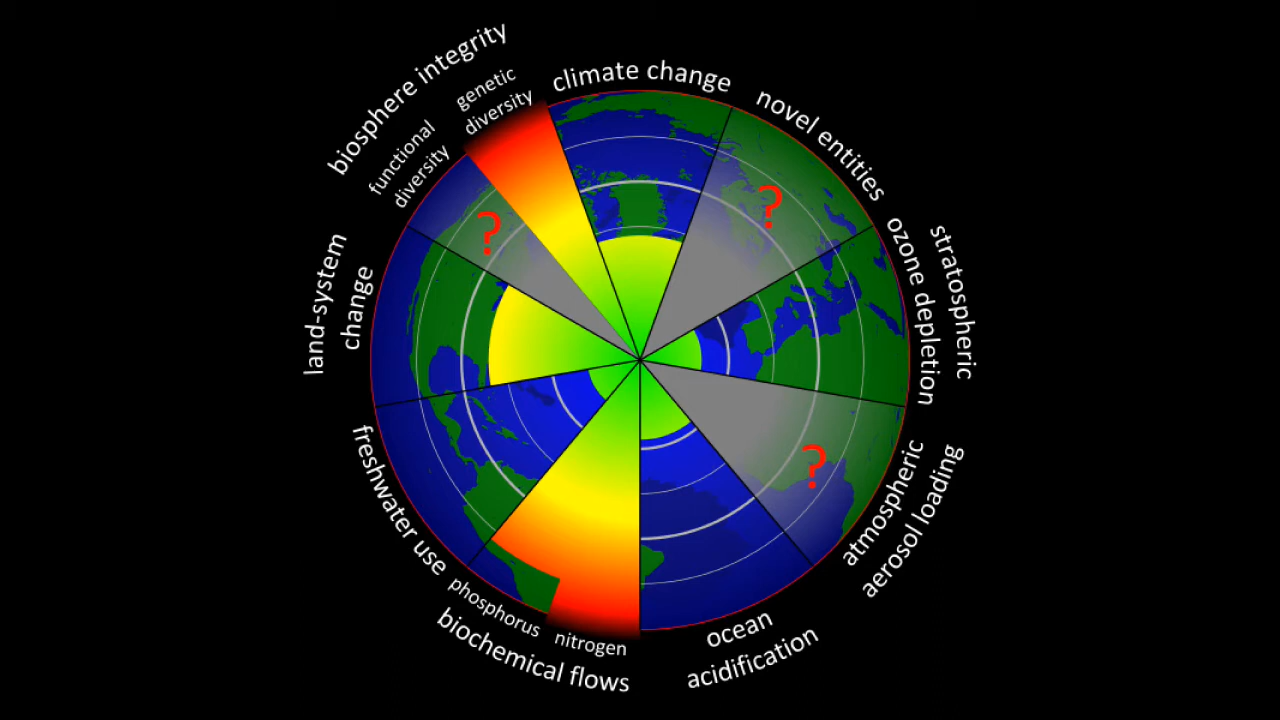 climate change
novel entities
?
stratospheric
ozone depletion
atmospheric
aerosol loading
?
ocean
acidification
nitrogen
phosphorus
biochemical flows
freshwater use
land-system
change
biosphere integrity
functional
diversity
?
genetic
diversity